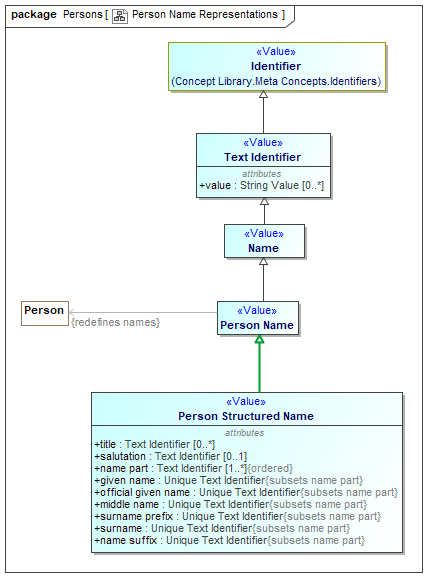 package Persons [ Person Name Representations ]
«Value»
Identifier
(Concept Library.Meta Concepts.Identifiers)
«Value»
Text Identifier
attributes
+value : String Value [0..*]
«Value»
Name
«Value»
Person Name
Person
{redefines names}
«Value»
Person Structured Name
attributes
+title : Text Identifier [0..*]
+salutation : Text Identifier [0..1]
+name part : Text Identifier [1..*]{ordered}
+given name : Unique Text Identifier{subsets name part}
+official given name : Unique Text Identifier{subsets name part}
+middle name : Unique Text Identifier{subsets name part}
+surname prefix : Unique Text Identifier{subsets name part}
+surname : Unique Text Identifier{subsets name part}
+name suffix : Unique Text Identifier{subsets name part}